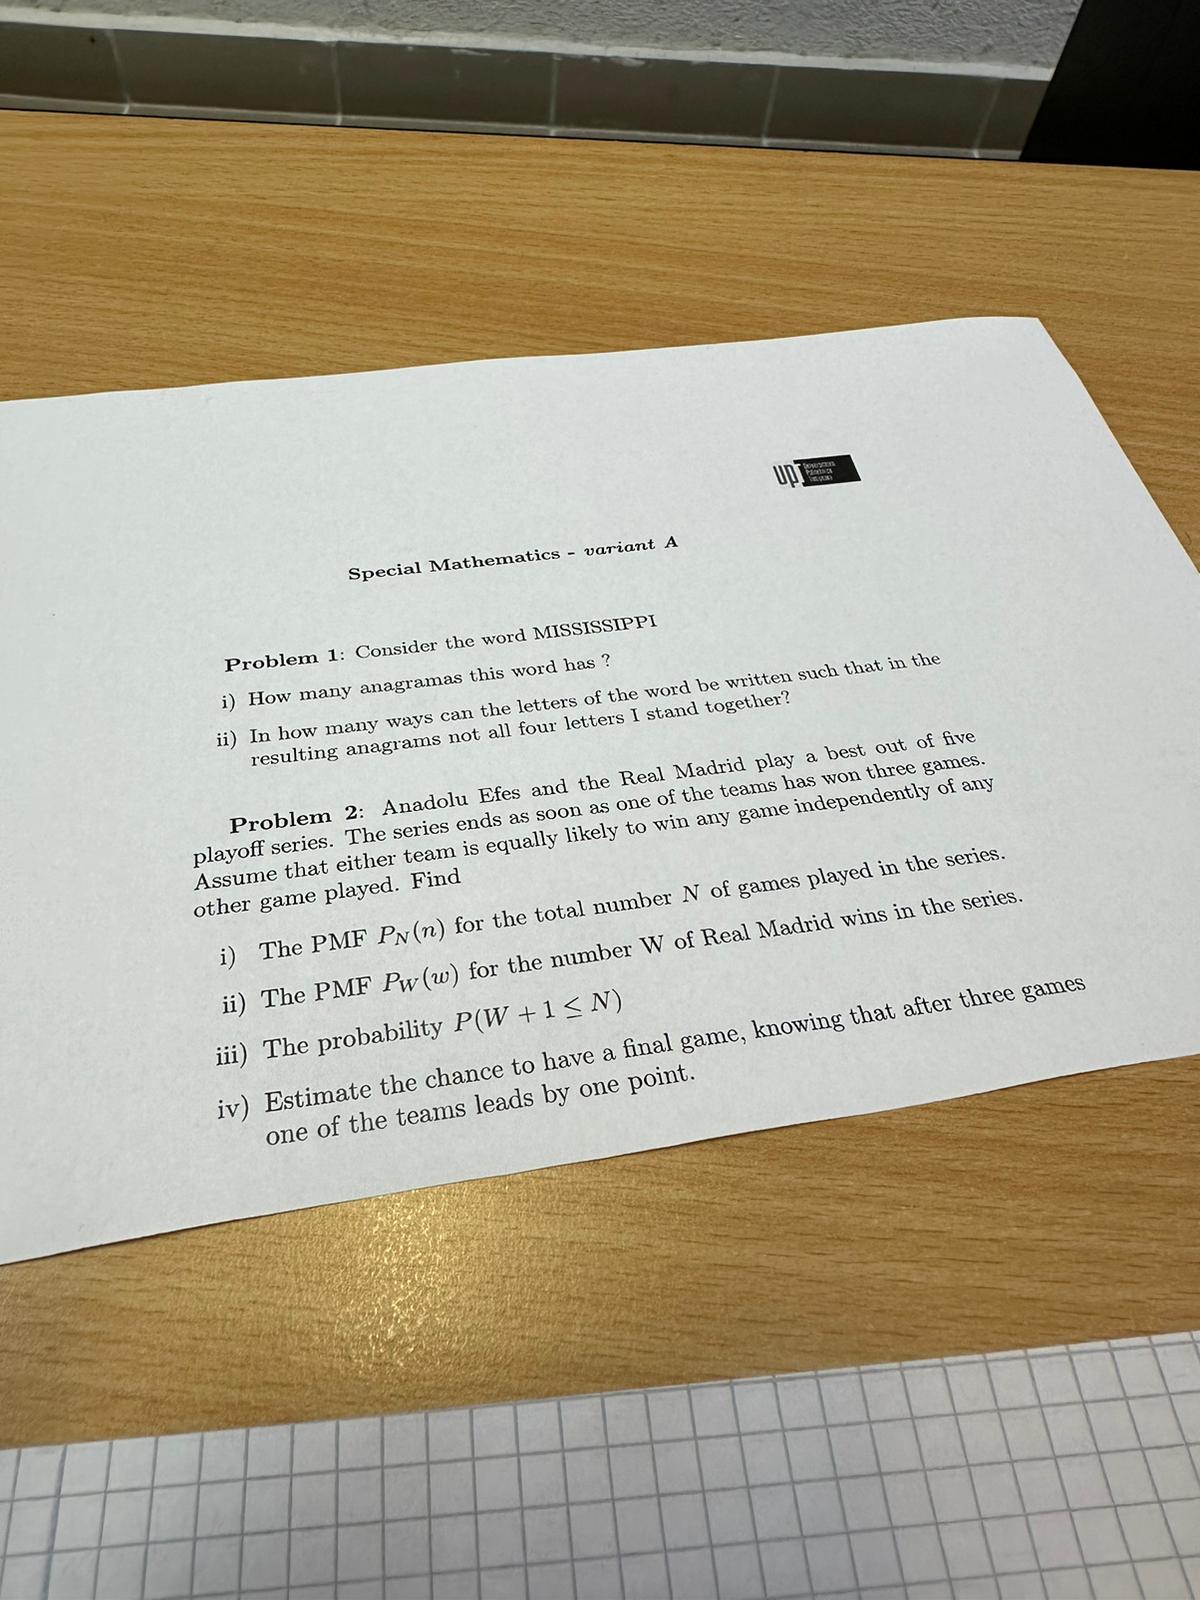 upt
Special Mathematics - variant A
Problem 1: Consider the word MISSISSIPPI
i) How many anagramas this word has ?
ii) In how many ways can the letters of the word be written such that in the
resulting anagrams not all four letters I stand together?
Problem 2: Anadolu Efes and the Real Madrid play a best out of five
playoff series. The series ends as soon as one of the teams has won three games.
Assume that either team is equally likely to win any game independently of any
other game played. Find
i) The PMF P_N(n) for the total number N of games played in the series.
ii) The PMF P_W(w) for the number W of Real Madrid wins in the series.
iii) The probability P(W + 1 ≤ N)
iv) Estimate the chance to have a final game, knowing that after three games
one of the teams leads by one point.